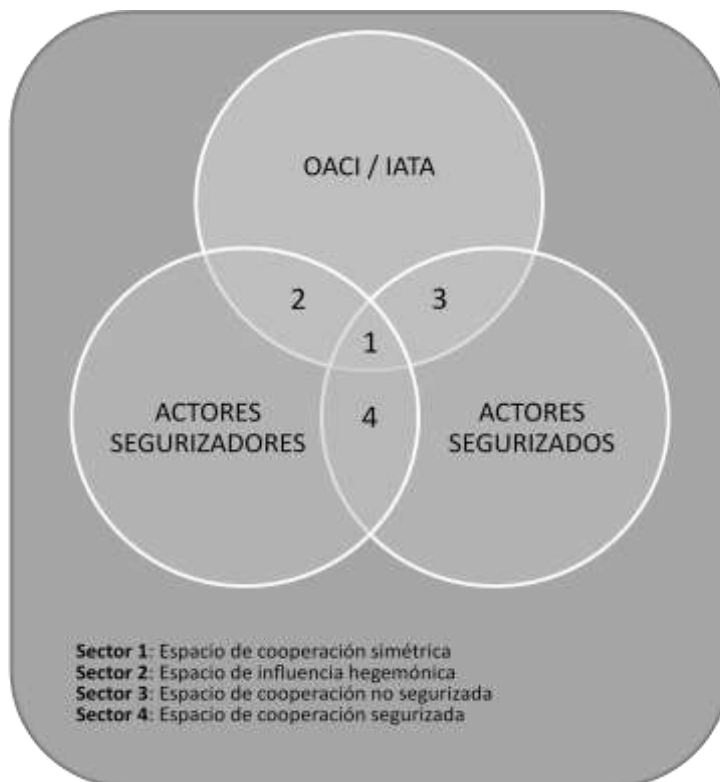 OACI / IATA
2
3
1
ACTORES
SEGURIZADORES
4
ACTORES
SEGURIZADOS
Sector 1: Espacio de cooperación simétrica
Sector 2: Espacio de influencia hegemónica
Sector 3: Espacio de cooperación no segurizada
Sector 4: Espacio de cooperación segurizada